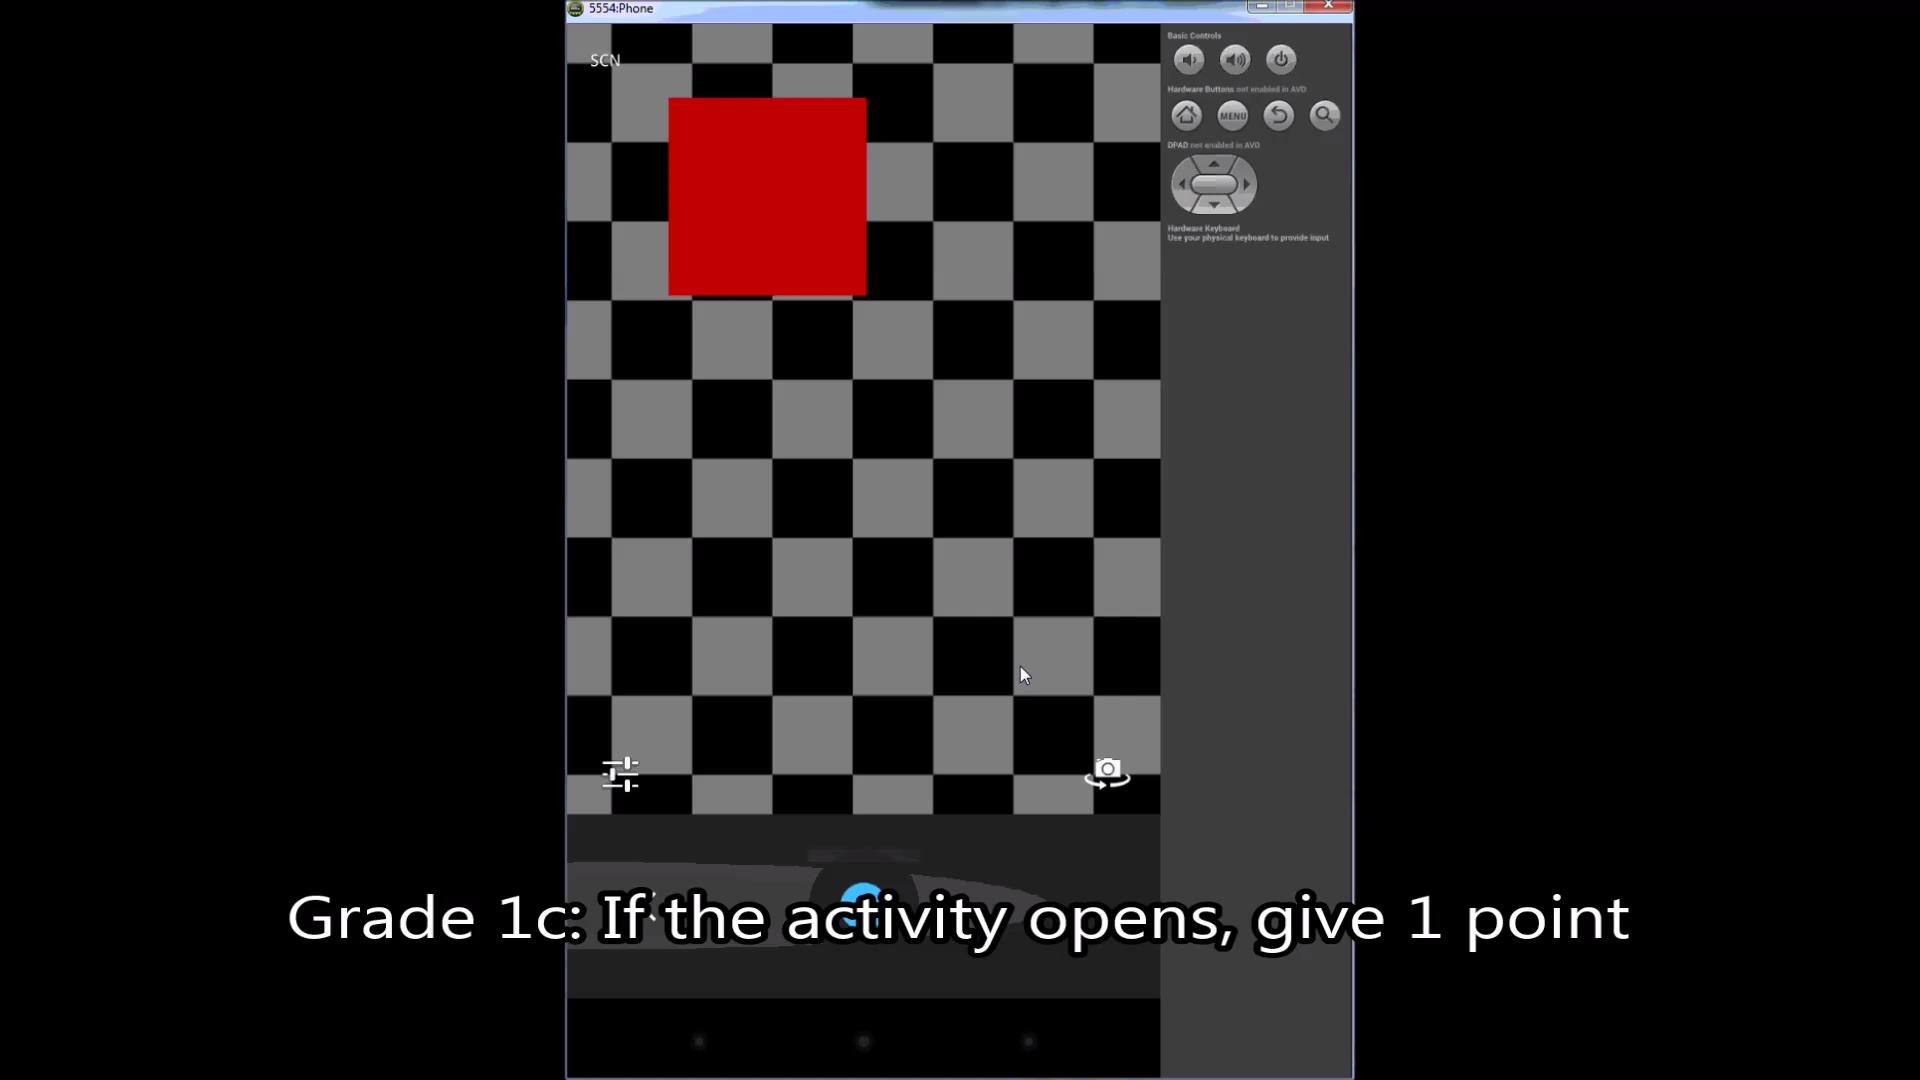 5554:Phone
SCN
Basic Controls
Hardware Buttons not enabled in AVD
MENU
DPAD not enabled in AVD
Hardware Keyboard
Use your physical keyboard to provide input
Grade 1c: If the activity opens, give 1 point